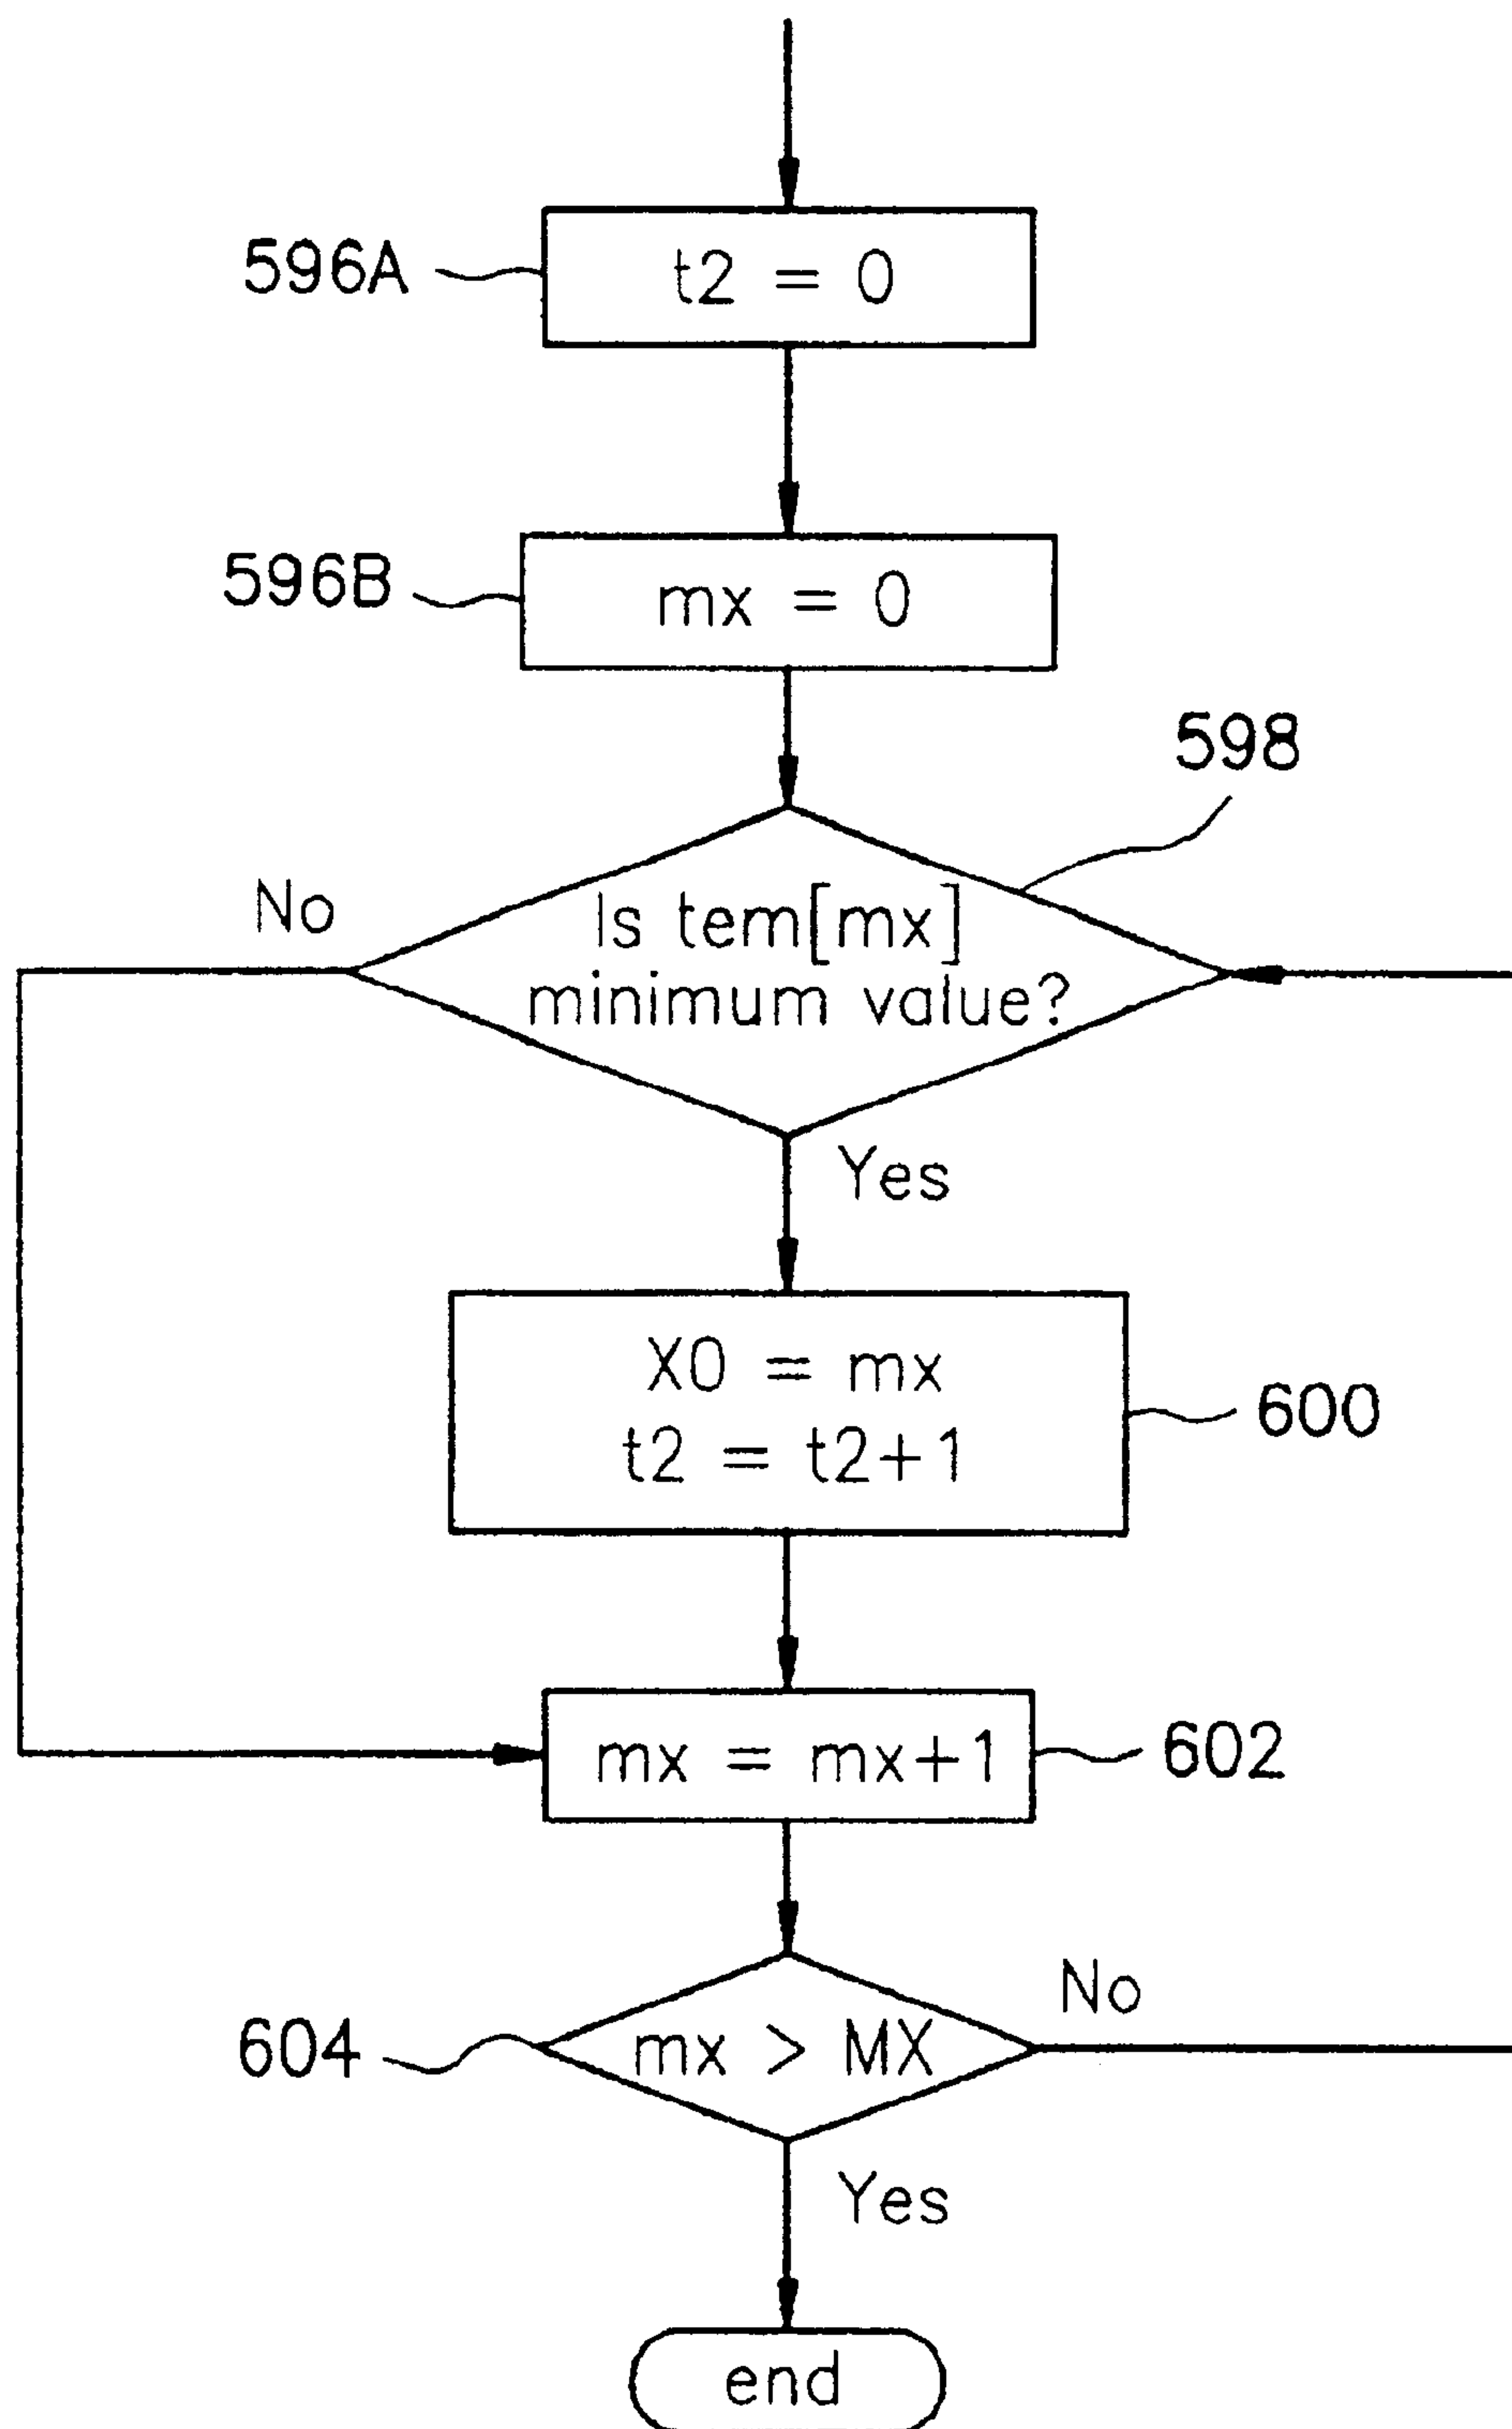 596A
t2 = 0
596B
mx = 0
598
No
Is tem[mx]
minimum value?
Yes
X0 = mx
t2 = t2+1
600
mx = mx+1
602
No
604
mx > MX
Yes
end